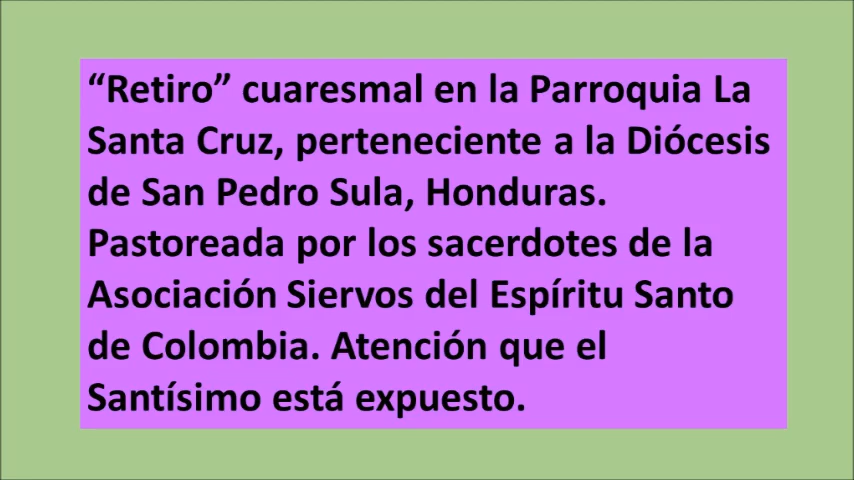 “Retiro” cuaresmal en la Parroquia La
Santa Cruz, perteneciente a la Diócesis
de San Pedro Sula, Honduras.
Pastoreada por los sacerdotes de la
Asociación Siervos del Espíritu Santo
de Colombia. Atención que el
Santísimo está expuesto.